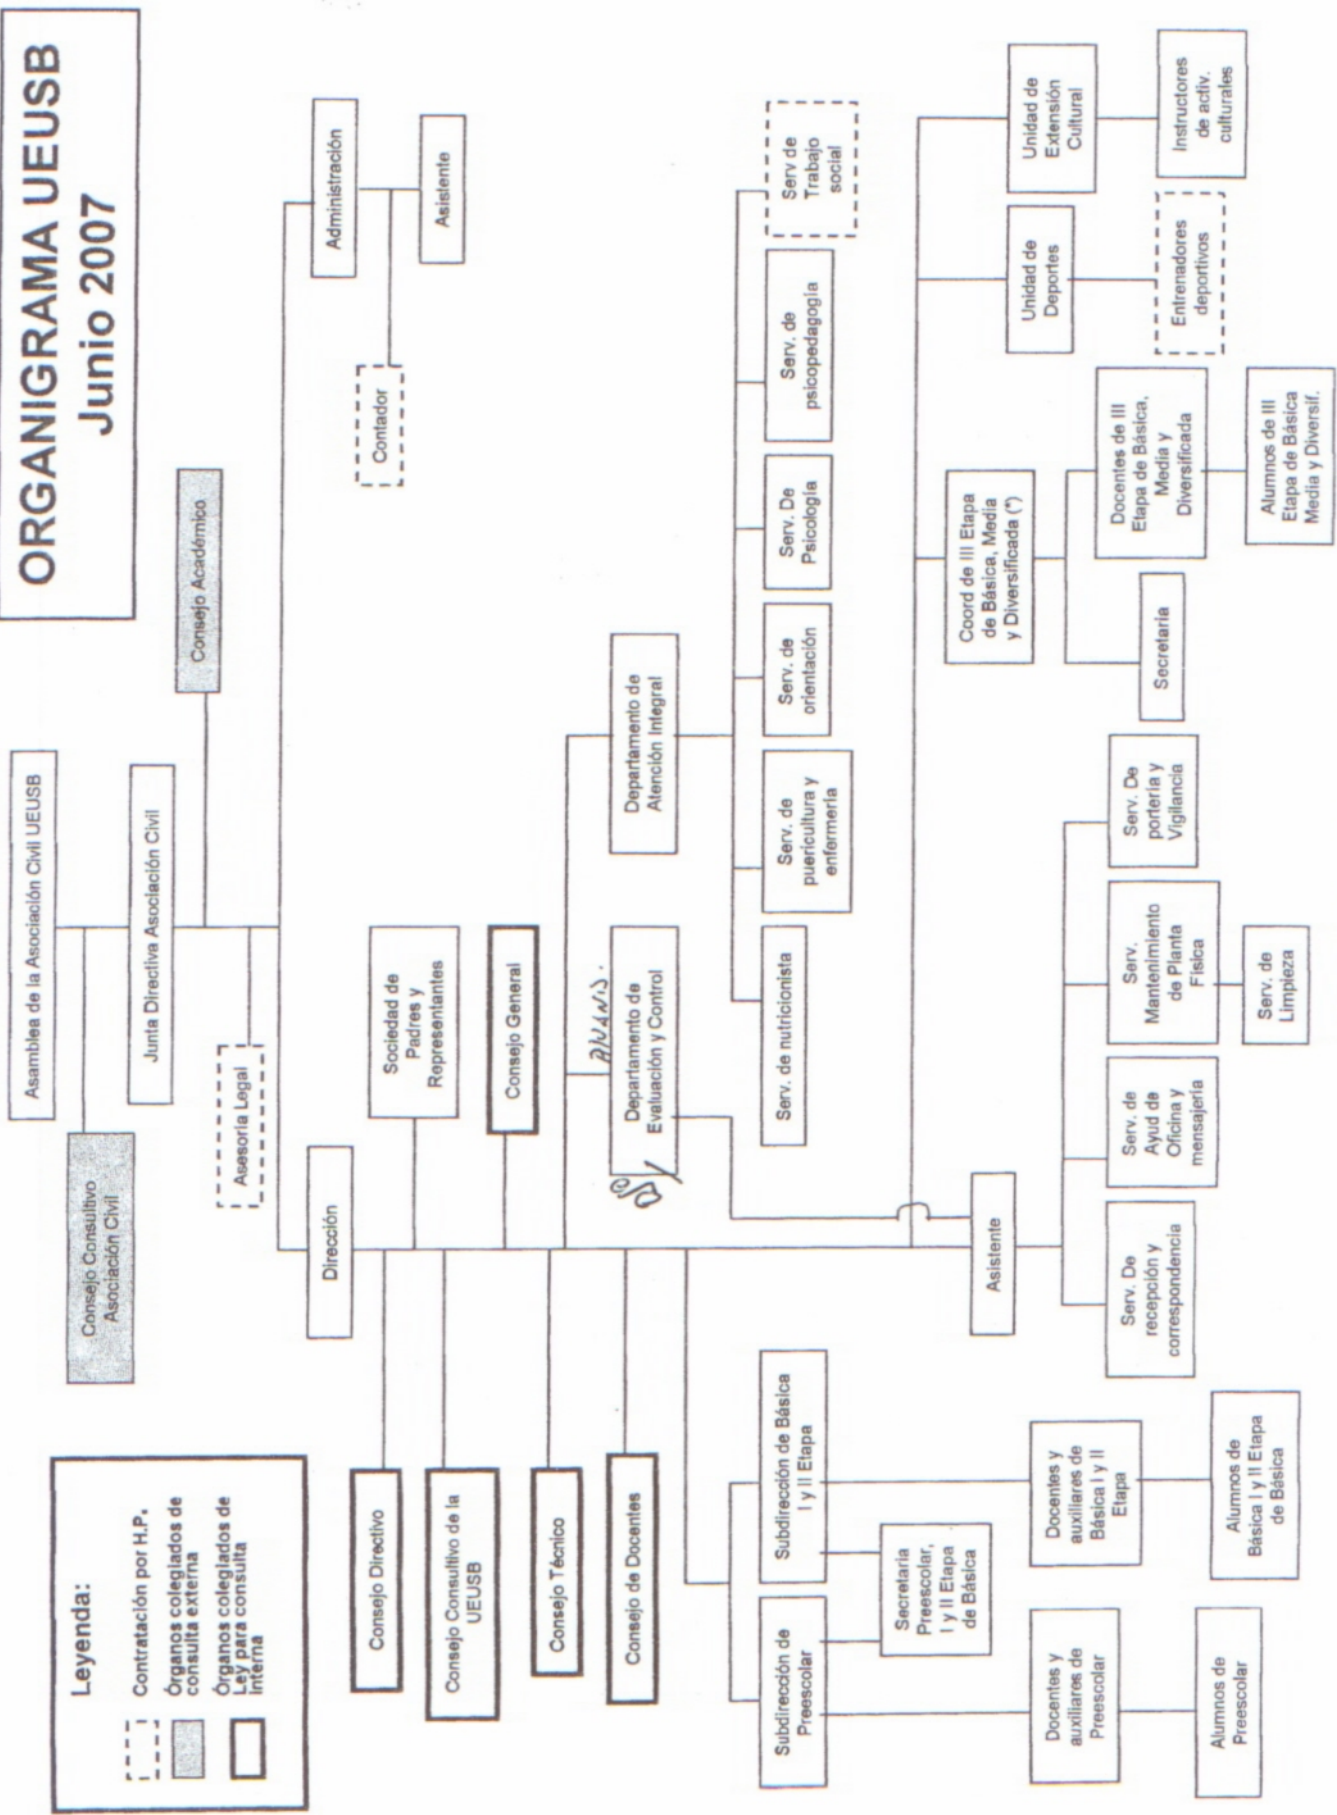 ORGANIGRAMA UEUSB
Junio 2007
Leyenda:
Contratación por H.P.
Órganos colegiados de
consulta externa
Órganos colegiados de
Ley para consulta
interna
Asamblea de la Asociación Civil UEUSB
Consejo Consultivo
Asociación Civil
Junta Directiva Asociación Civil
Consejo Académico
Asesoría Legal
Dirección
Administración
Contador
Asistente
Sociedad de
Padres y
Representantes
Consejo Directivo
Consejo Consultivo de la
UEUSB
Consejo General
Consejo Técnico
Consejo de Docentes
Departamento de
Evaluación y Control
Departamento de
Atención Integral
Serv. de nutricionista
Serv. de
puericultura y
enfermería
Serv. de
orientación
Serv. De
Psicología
Serv. de
psicopedagogía
Serv de
Trabajo
social
Subdirección de
Preescolar
Subdirección de Básica
I y II Etapa
Secretaria
Preescolar,
I y II Etapa
de Básica
Docentes y
auxiliares de
Preescolar
Docentes y
auxiliares de
Básica I y II
Etapa
Alumnos de
Preescolar
Alumnos de
Básica I y II Etapa
de Básica
Asistente
Serv. De
recepción y
correspondencia
Serv. de
Ayud de
Oficina y
mensajería
Serv.
Mantenimiento
de Planta
Física
Serv. De
portería y
Vigilancia
Serv. de
Limpieza
Coord de III Etapa
de Básica, Media
y Diversificada (*)
Unidad de
Deportes
Unidad de
Extensión
Cultural
Secretaria
Docentes de III
Etapa de Básica,
Media y
Diversificada
Entrenadores
deportivos
Instructores
de activ.
culturales
Alumnos de III
Etapa de Básica
Media y Diversif.